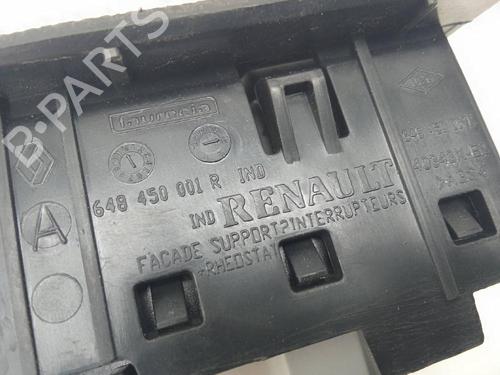 B-PARTS
faurecia
648 450 001 R IND
IND RENAULT
FACADE SUPPORT?INTERRUPTEURS
+RHEOSTAT
A